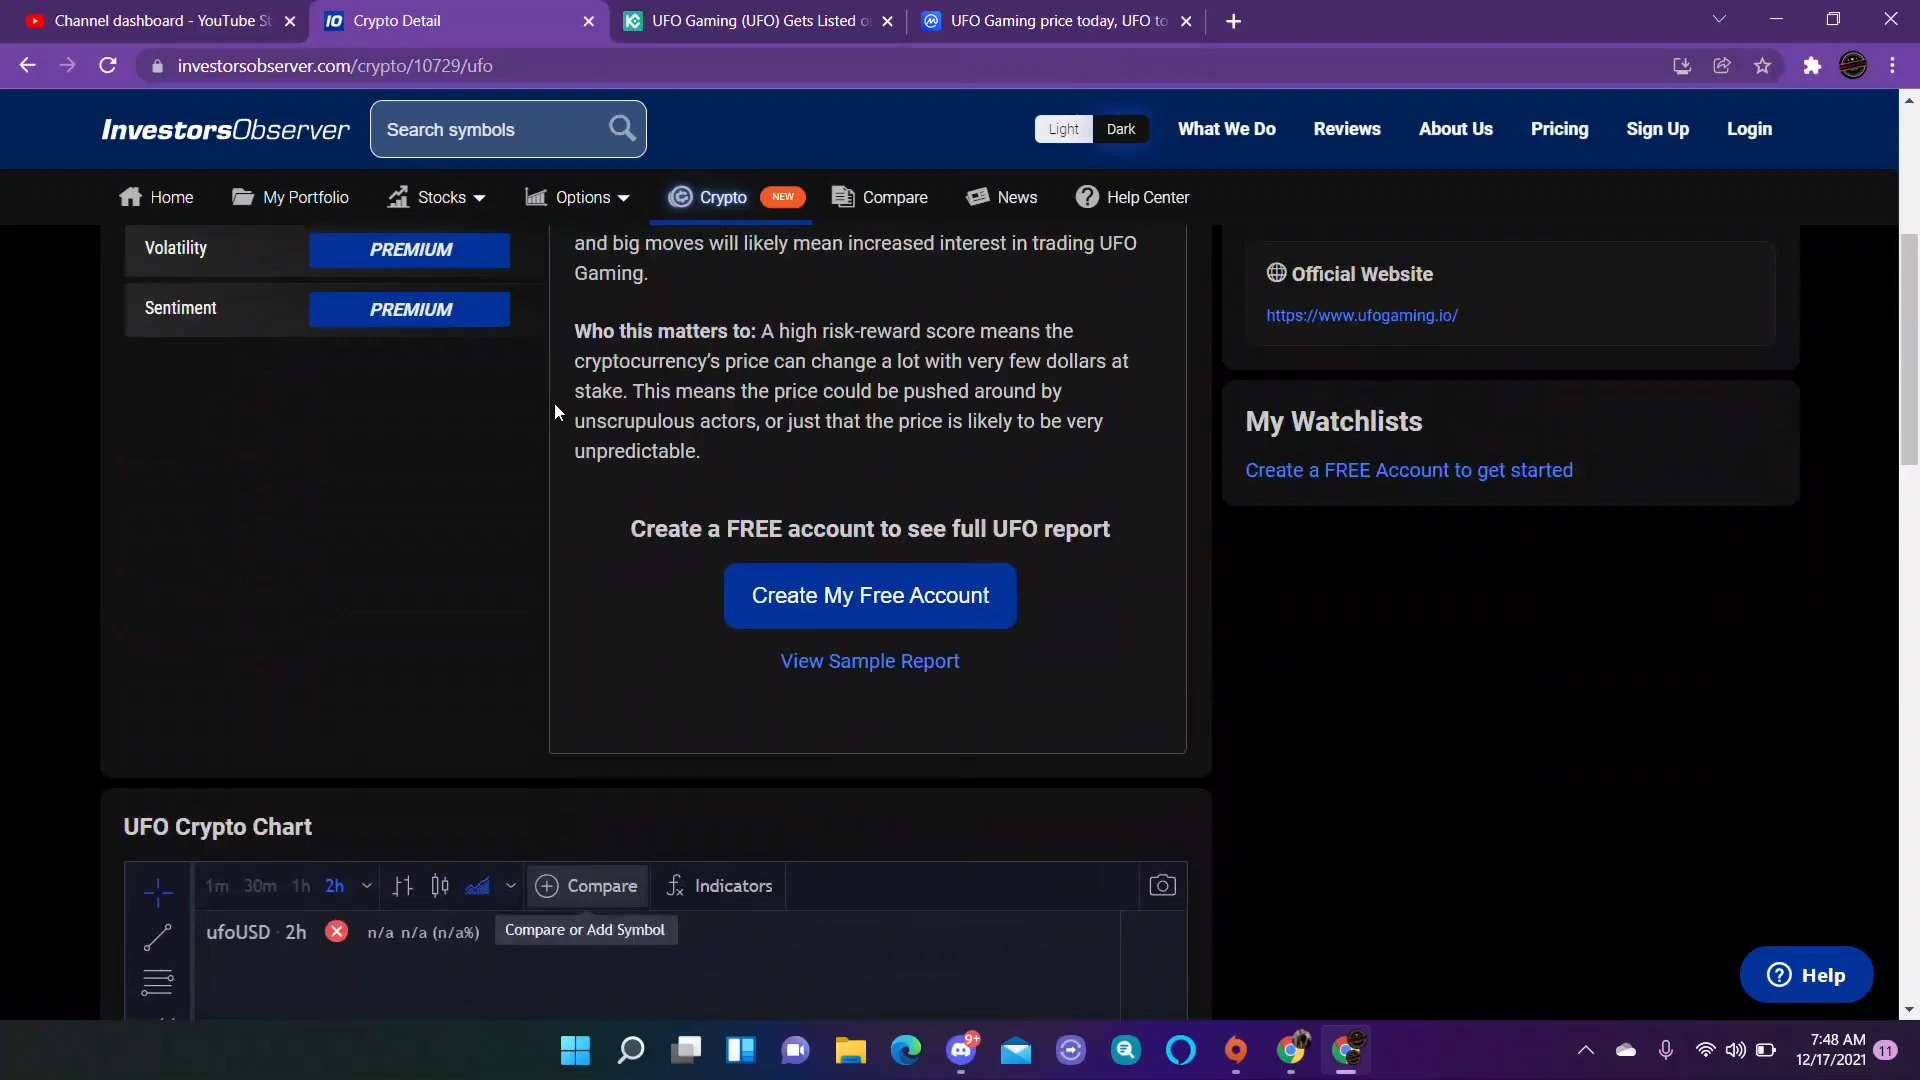 Channel dashboard - YouTube St
Crypto Detail
UFO Gaming (UFO) Gets Listed o
UFO Gaming price today, UFO to
investorsobserver.com/crypto/10729/ufo
InvestorsObserver
Search symbols
Light
Dark
What We Do
Reviews
About Us
Pricing
Sign Up
Login
Home
My Portfolio
Stocks
Options
Crypto
NEW
Compare
News
Help Center
Volatility
PREMIUM
Sentiment
PREMIUM
and big moves will likely mean increased interest in trading UFO
Gaming.
Who this matters to: A high risk-reward score means the
cryptocurrency's price can change a lot with very few dollars at
stake. This means the price could be pushed around by
unscrupulous actors, or just that the price is likely to be very
unpredictable.
Create a FREE account to see full UFO report
Create My Free Account
View Sample Report
Official Website
https://www.ufogaming.io/
My Watchlists
Create a FREE Account to get started
UFO Crypto Chart
1m 30m 1h 2h
Compare
Indicators
ufoUSD · 2h
n/a n/a (n/a%)
Compare or Add Symbol
Help
9+
7:48 AM
12/17/2021
11